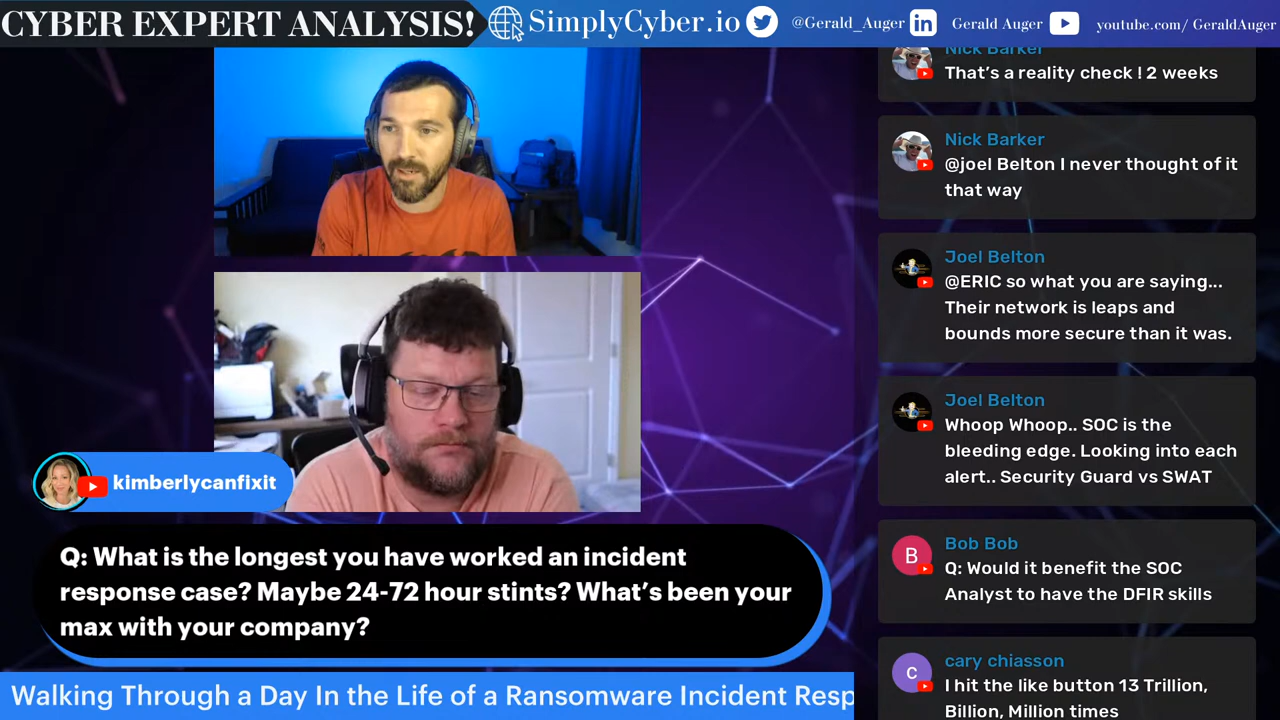 CYBER EXPERT ANALYSIS!
SimplyCyber.io
@Gerald_Auger
Gerald Auger
youtube.com/ GeraldAuger
Nick Barker
That's a reality check ! 2 weeks
Nick Barker
@joel Belton I never thought of it
that way
Joel Belton
@ERIC so what you are saying...
Their network is leaps and
bounds more secure than it was.
Joel Belton
Whoop Whoop.. SOC is the
bleeding edge. Looking into each
alert.. Security Guard vs SWAT
B
Bob Bob
Q: Would it benefit the SOC
Analyst to have the DFIR skills
c
cary chiasson
I hit the like button 13 Trillion,
Billion, Million times
kimberlycanfixit
Q: What is the longest you have worked an incident
response case? Maybe 24-72 hour stints? What's been your
max with your company?
Walking Through a Day In the Life of a Ransomware Incident Resp